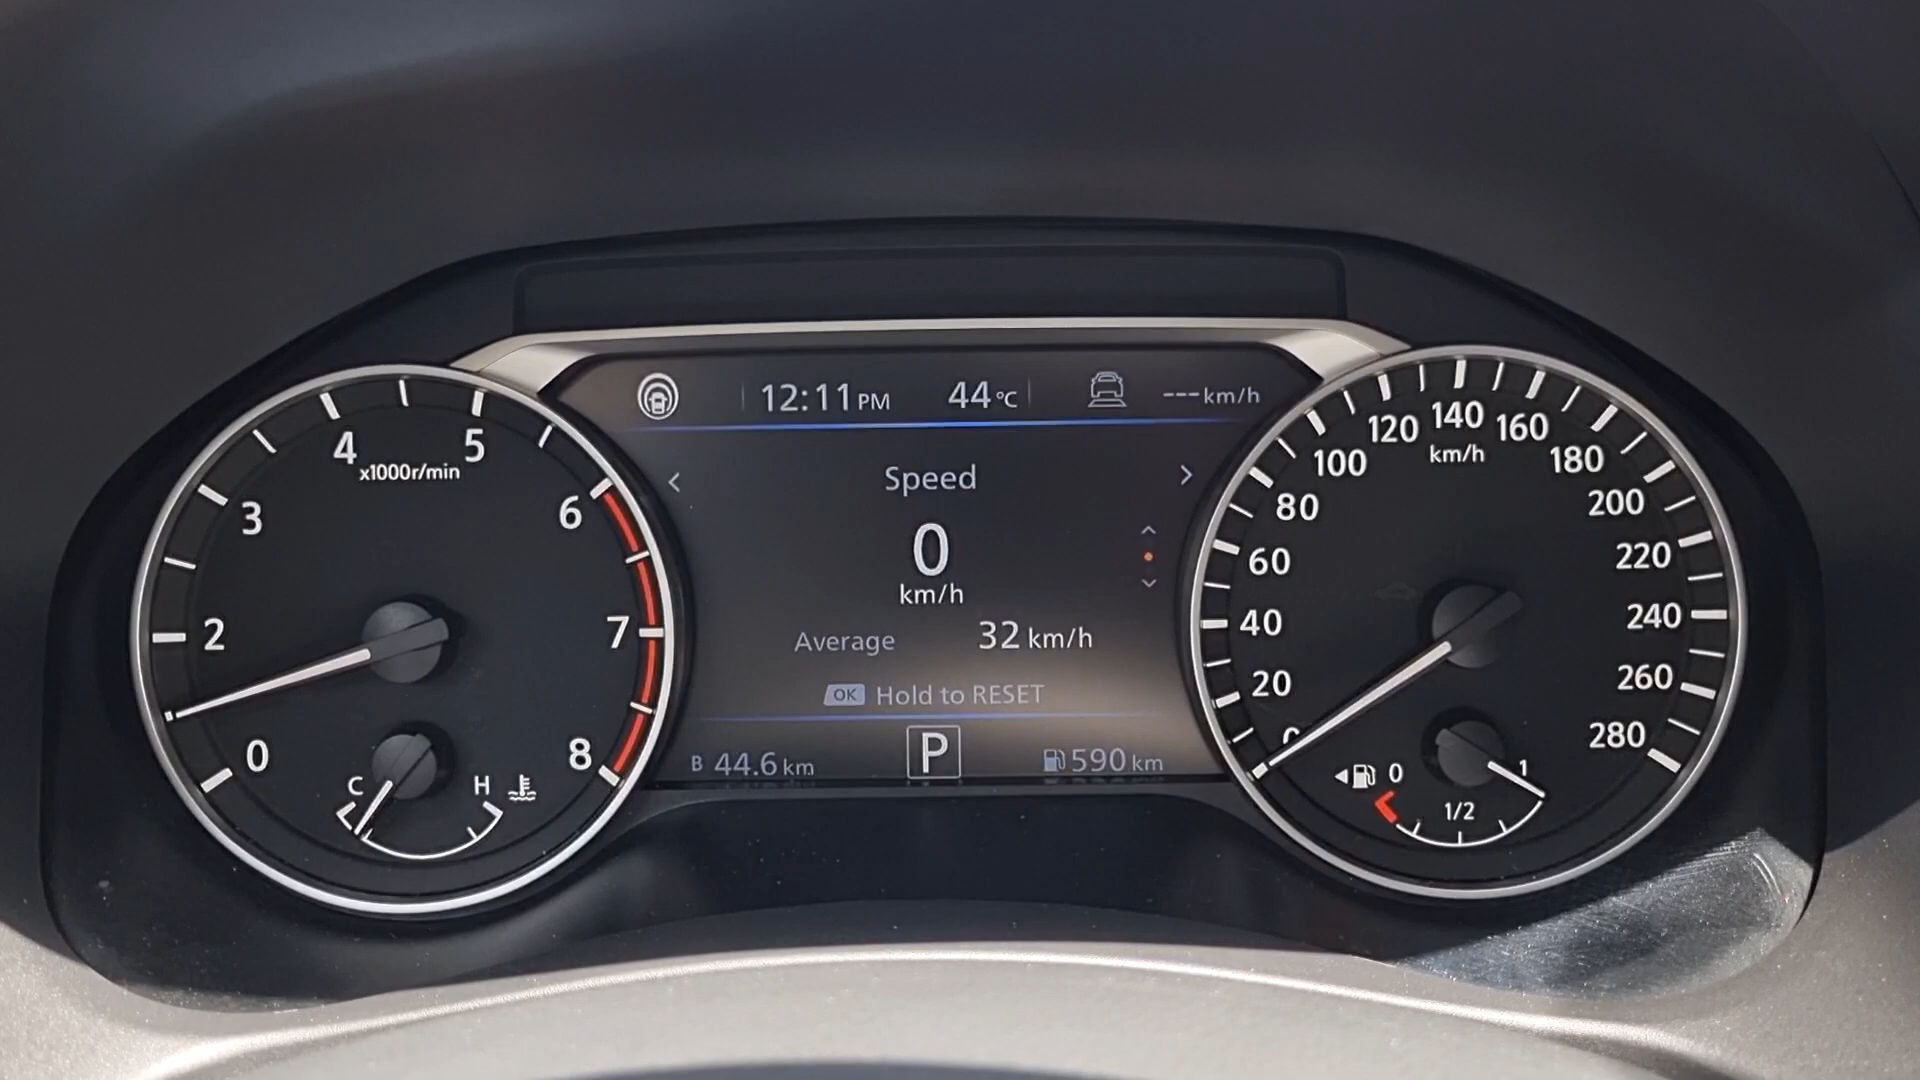 12:11 PM 44°C ---km/h
Speed
0
km/h
Average 32 km/h
OK Hold to RESET
B 44.6 km P 590 km
0 2 3 4 5 6 7 8
x1000r/min
C H
0 20 40 60 80 100 120 140 160 180 200 220 240 260 280
km/h
0 1/2 1